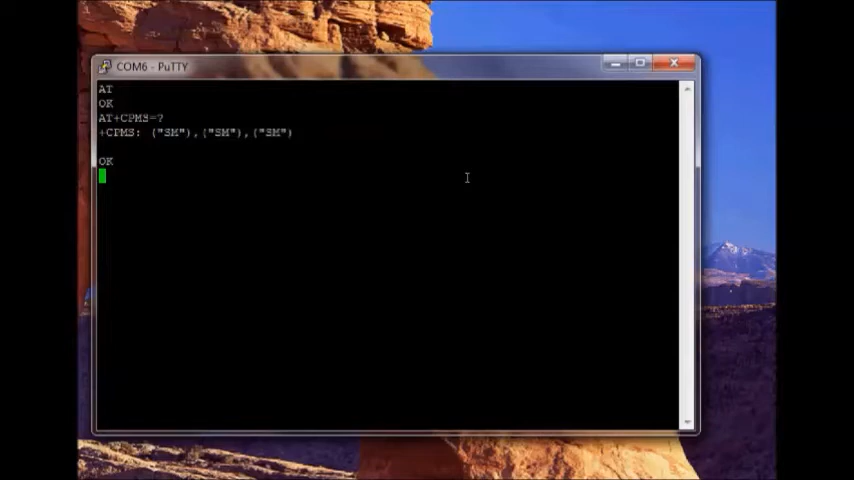 COM6 - PuTTY
AT
OK
AT+CPMS=?
+CPMS: ("SM"),("SM"),("SM")
OK